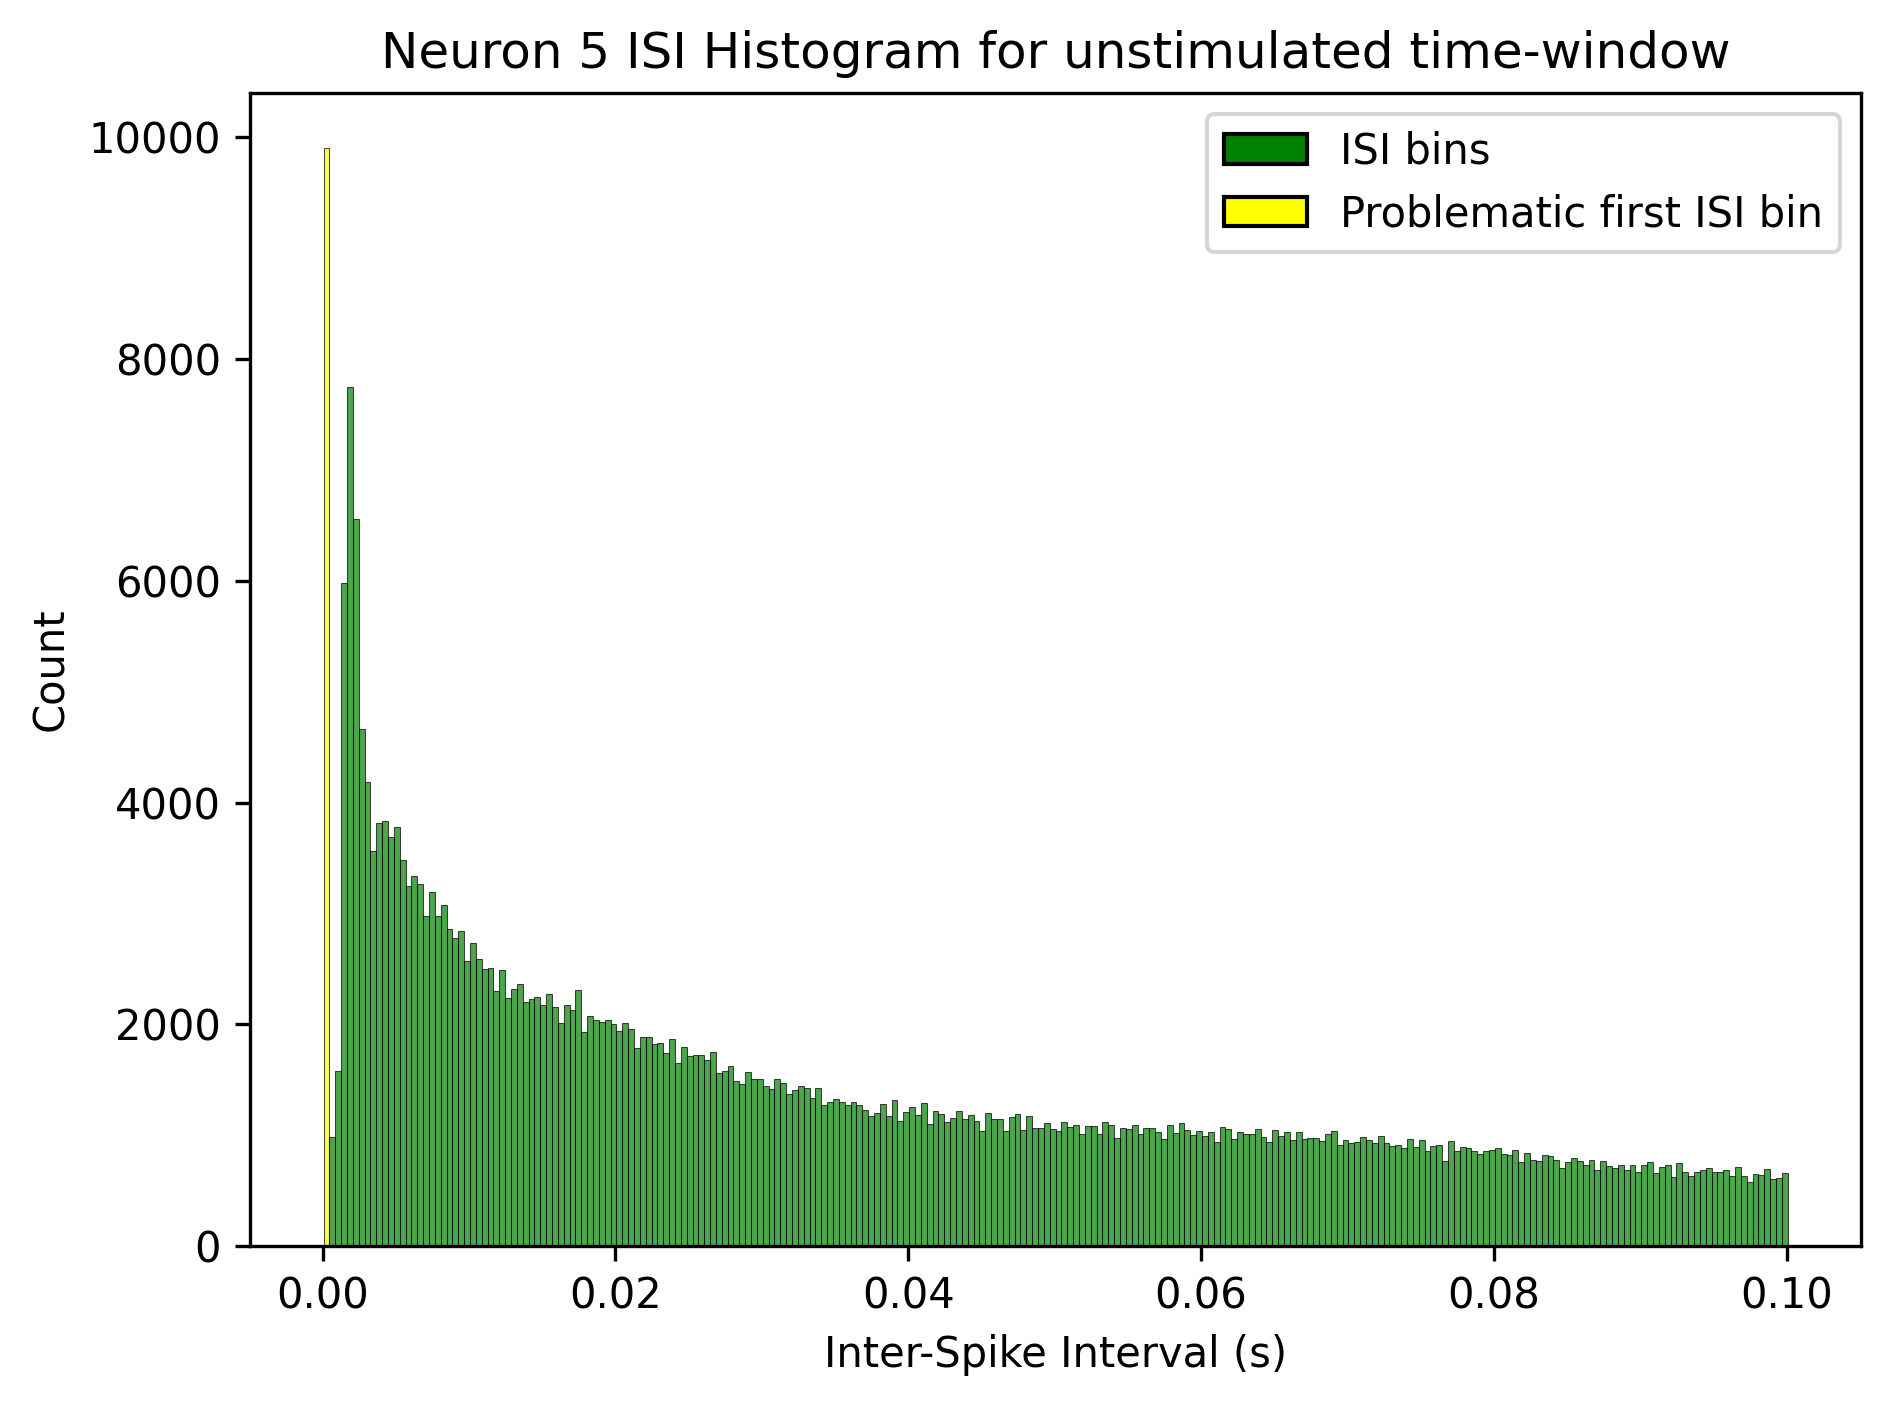 Neuron 5 ISI Histogram for unstimulated time-window
ISI bins
Problematic first ISI bin
Count
10000
8000
6000
4000
2000
0
0.00 0.02 0.04 0.06 0.08 0.10
Inter-Spike Interval (s)